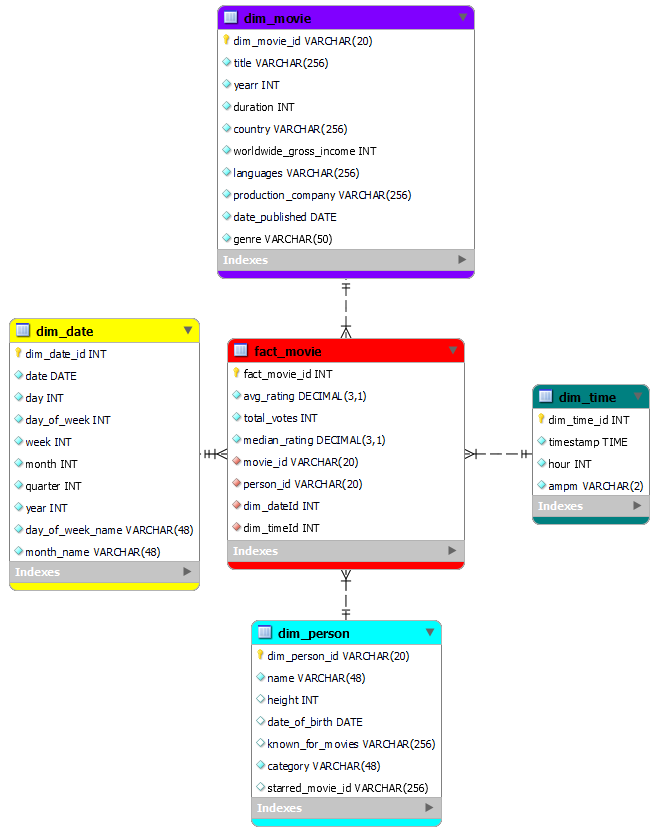 dim_movie
dim_movie_id VARCHAR(20)
title VARCHAR(256)
yearr INT
duration INT
country VARCHAR(256)
worldwide_gross_income INT
languages VARCHAR(256)
production_company VARCHAR(256)
date_published DATE
genre VARCHAR(50)
Indexes
dim_date
dim_date_id INT
date DATE
day INT
day_of_week INT
week INT
month INT
quarter INT
year INT
day_of_week_name VARCHAR(48)
month_name VARCHAR(48)
Indexes
fact_movie
fact_movie_id INT
avg_rating DECIMAL(3,1)
total_votes INT
median_rating DECIMAL(3,1)
movie_id VARCHAR(20)
person_id VARCHAR(20)
dim_dateId INT
dim_timeId INT
Indexes
dim_time
dim_time_id INT
timestamp TIME
hour INT
ampm VARCHAR(2)
Indexes
dim_person
dim_person_id VARCHAR(20)
name VARCHAR(48)
height INT
date_of_birth DATE
known_for_movies VARCHAR(256)
category VARCHAR(48)
starred_movie_id VARCHAR(256)
Indexes